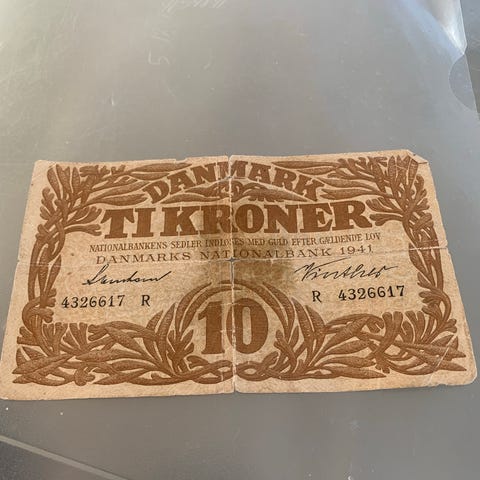 DANMARK
TI KRONER
NATIONALBANKENS SEDLER INDLØSES MED GULD EFTER GÆLDENDE LOV
DANMARKS NATIONALBANK 1941
4326617 R R 4326617
10